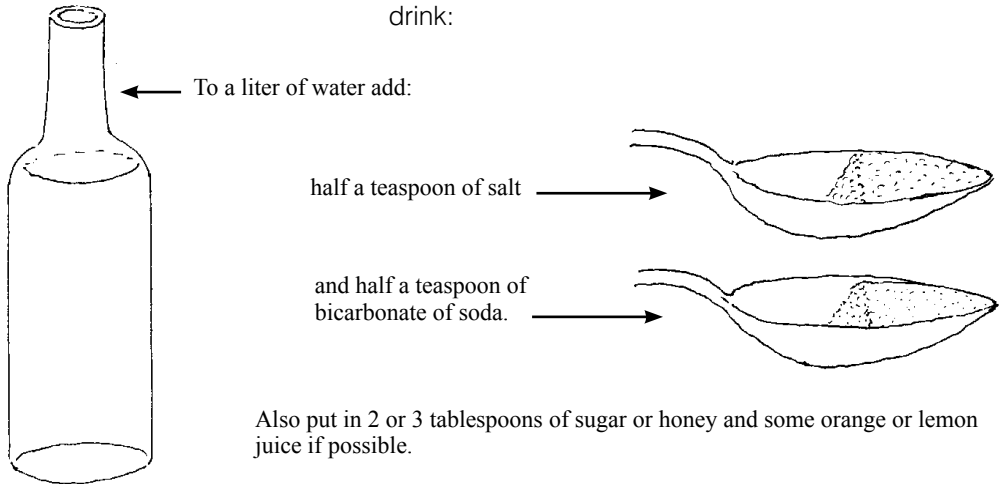 drink:
To a liter of water add:
half a teaspoon of salt
and half a teaspoon of
bicarbonate of soda.
Also put in 2 or 3 tablespoons of sugar or honey and some orange or lemon
juice if possible.